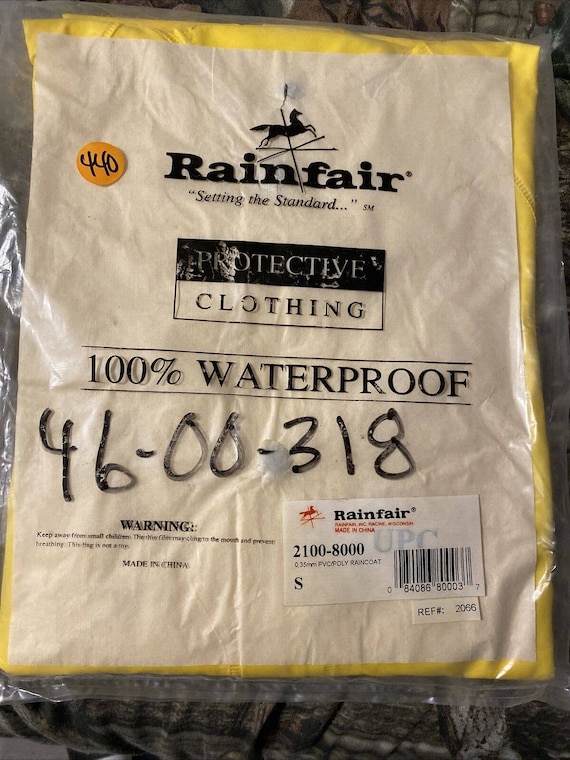 440
Rainfair®
"Setting the Standard..." SM
PROTECTIVE
CLOTHING
100% WATERPROOF
46-00-318
WARNING:
Keep away from small children. The thin film may cling to the mouth and prevent
breathing. This bag is not a toy.
MADE IN CHINA
Rainfair®
RAINFAIR, INC. RACINE, WISCONSIN
MADE IN CHINA
UPC
2100-8000
0.35mm PVC/POLY RAINCOAT
S
0 84086 80003 7
REF#: 2066